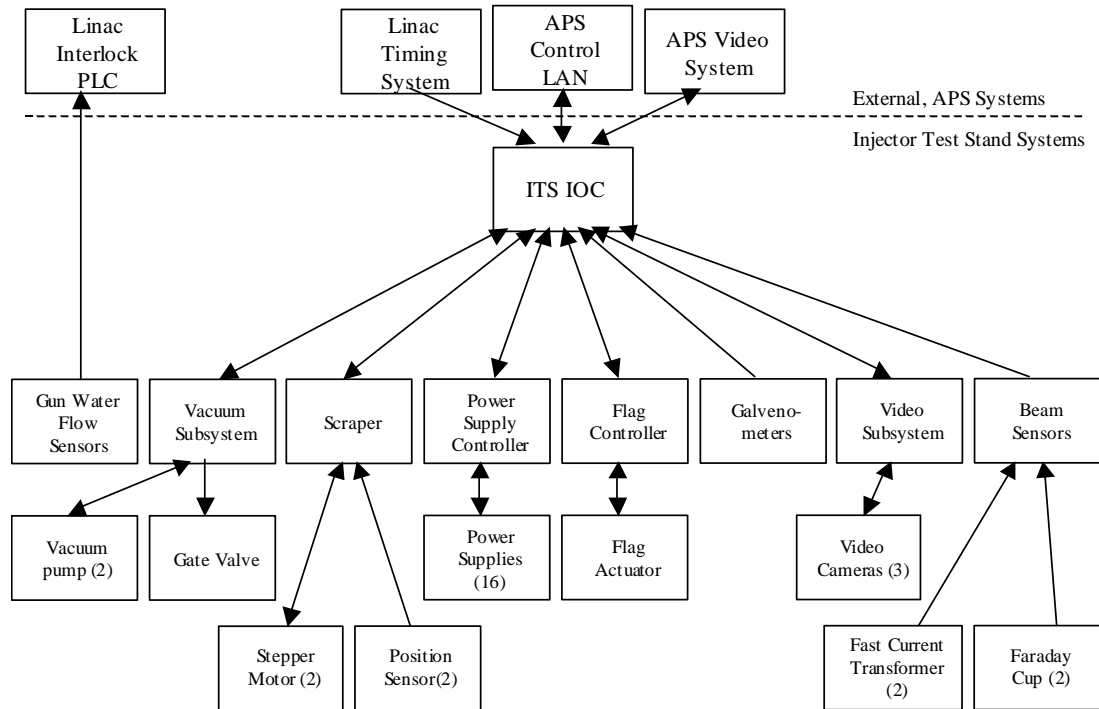 Linac
Interlock
PLC
Linac
Timing
System
APS
Control
LAN
APS Video
System
External, APS Systems
Injector Test Stand Systems
ITS IOC
Gun Water
Flow
Sensors
Vacuum
Subsystem
Scraper
Power
Supply
Controller
Flag
Controller
Galveno-
meters
Video
Subsystem
Beam
Sensors
Vacuum
pump (2)
Gate Valve
Power
Supplies
(16)
Flag
Actuator
Video
Cameras (3)
Stepper
Motor (2)
Position
Sensor(2)
Fast Current
Transformer
(2)
Faraday
Cup (2)